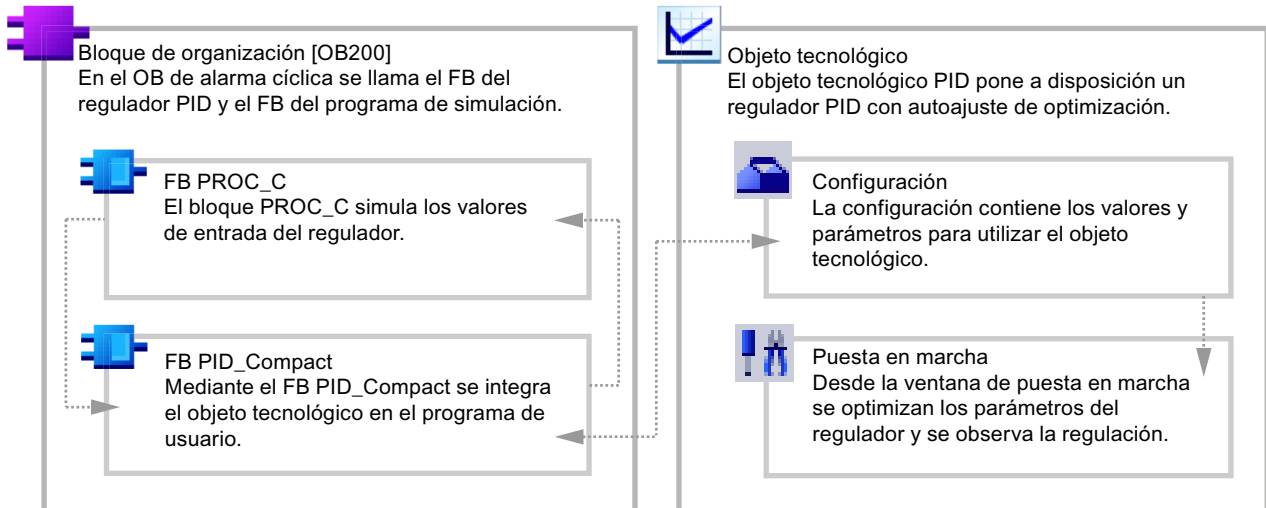 Bloque de organización [OB200]
En el OB de alarma cíclica se llama el FB del
regulador PID y el FB del programa de simulación.
FB PROC_C
El bloque PROC_C simula los valores
de entrada del regulador.
FB PID_Compact
Mediante el FB PID_Compact se integra
el objeto tecnológico en el programa de
usuario.
Objeto tecnológico
El objeto tecnológico PID pone a disposición un
regulador PID con autoajuste de optimización.
Configuración
La configuración contiene los valores y
parámetros para utilizar el objeto
tecnológico.
Puesta en marcha
Desde la ventana de puesta en marcha
se optimizan los parámetros del
regulador y se observa la regulación.